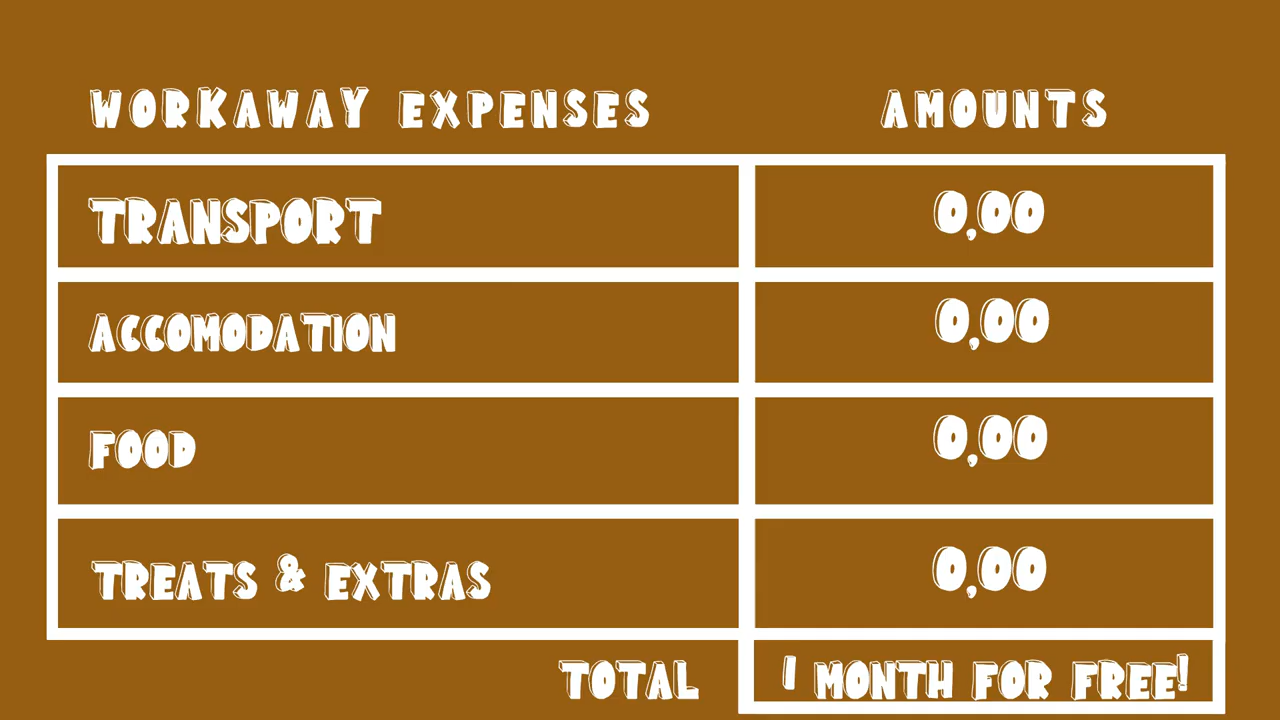 WORKAWAY EXPENSES AMOUNTS
TRANSPORT 0,00
ACCOMODATION 0,00
FOOD 0,00
TREATS & EXTRAS 0,00
TOTAL 1 MONTH FOR FREE!